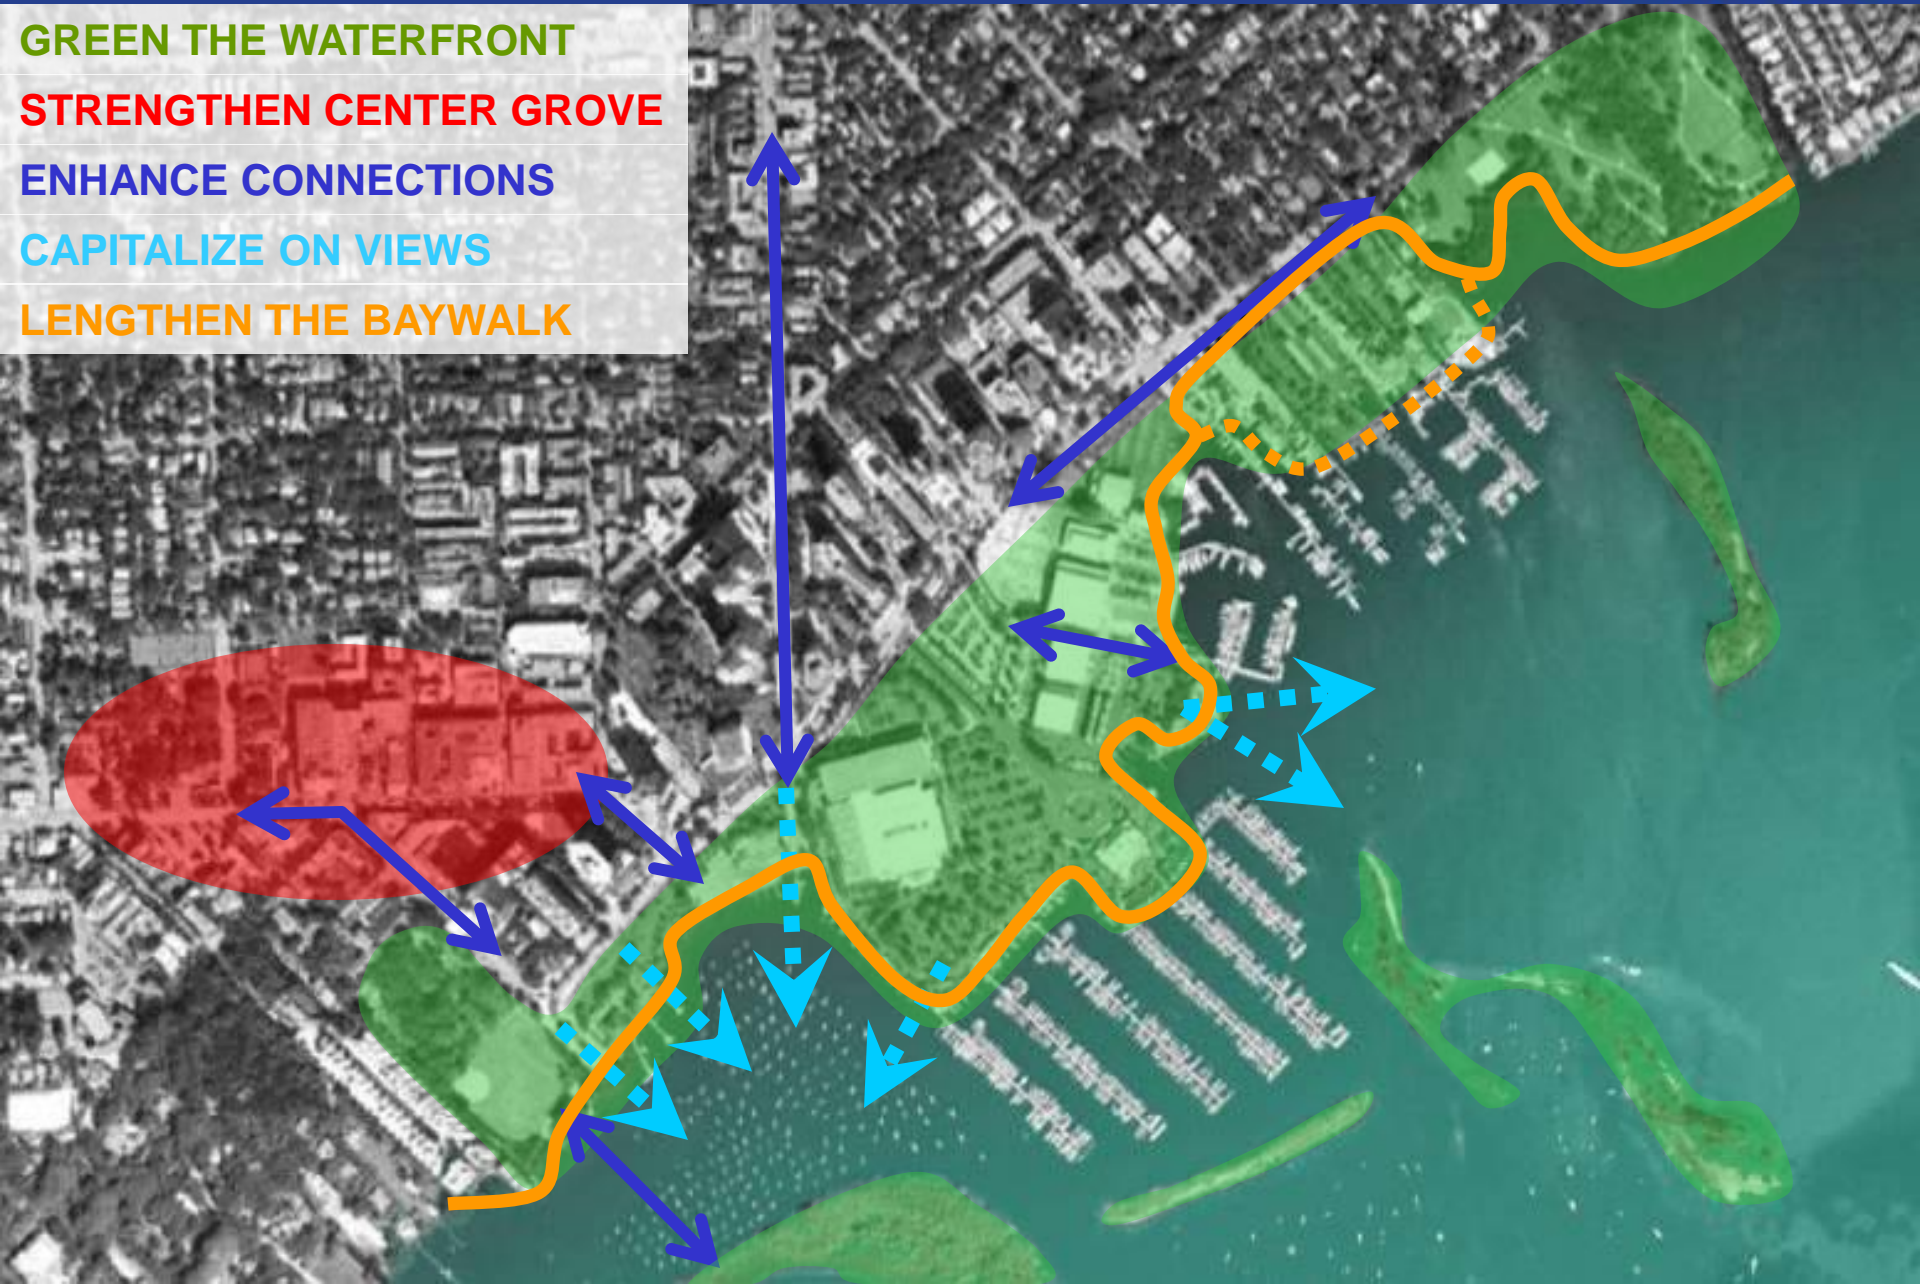 GREEN THE WATERFRONT
STRENGTHEN CENTER GROVE
ENHANCE CONNECTIONS
CAPITALIZE ON VIEWS
LENGTHEN THE BAYWALK